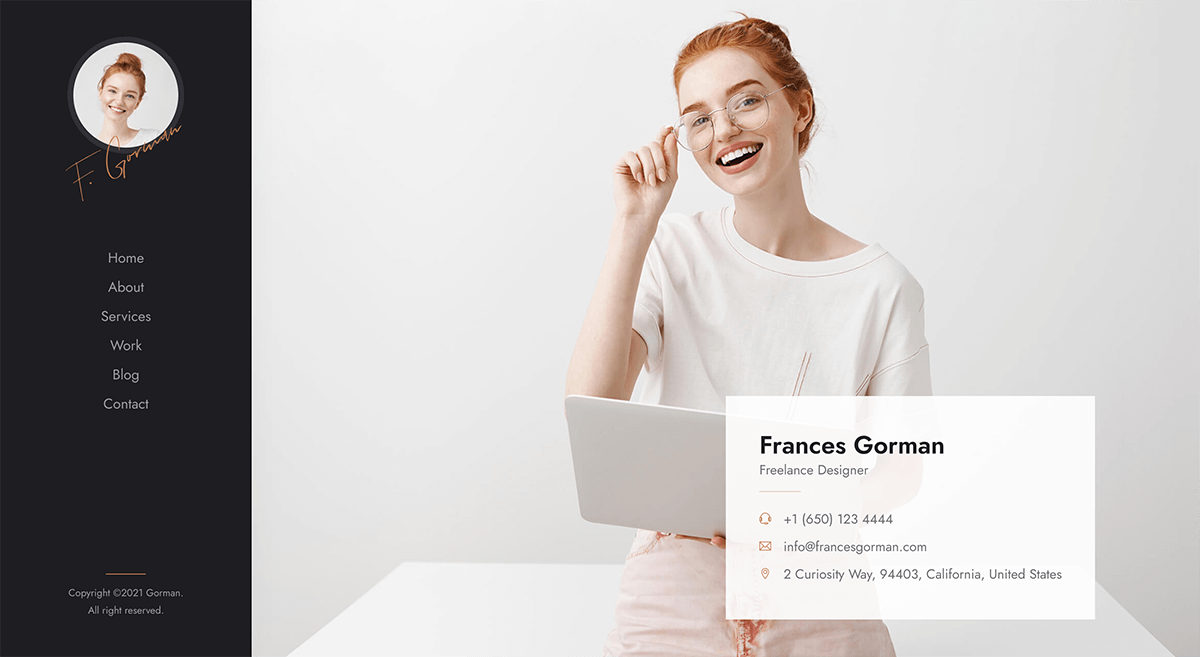 F. Gorman
Home
About
Services
Work
Blog
Contact
Copyright ©2021 Gorman.
All right reserved.
Frances Gorman
Freelance Designer
+1 (650) 123 4444
info@francesgorman.com
2 Curiosity Way, 94403, California, United States